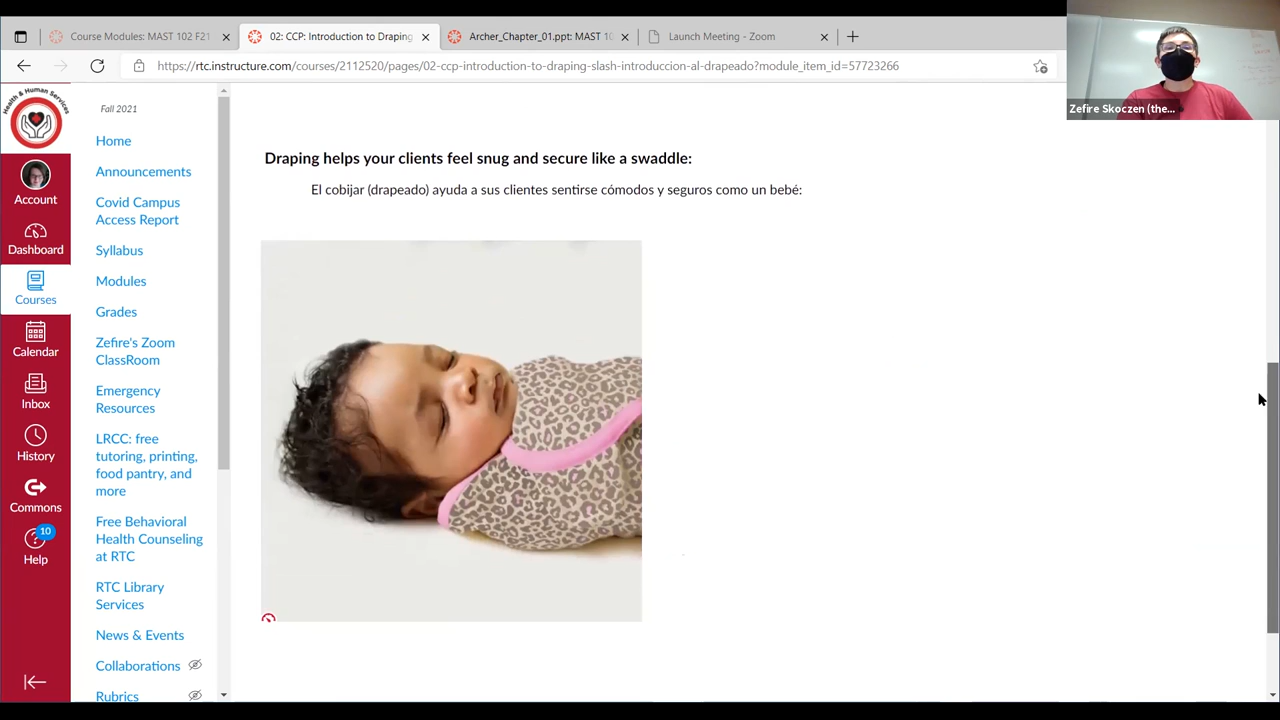 Course Modules: MAST 102 F21
02: CCP: Introduction to Draping
Archer_Chapter_01.ppt: MAST 10
Launch Meeting - Zoom
https://rtc.instructure.com/courses/2112520/pages/02-ccp-introduction-to-draping-slash-introduccion-al-drapeado?module_item_id=57723266
Zefire Skoczen (the...
Health & Human Services
Account
Dashboard
Courses
Calendar
Inbox
History
Commons
10
Help
Fall 2021
Home
Announcements
Covid Campus
Access Report
Syllabus
Modules
Grades
Zefire's Zoom
ClassRoom
Emergency
Resources
LRCC: free
tutoring, printing,
food pantry, and
more
Free Behavioral
Health Counseling
at RTC
RTC Library
Services
News & Events
Collaborations
Rubrics
Draping helps your clients feel snug and secure like a swaddle:
El cobijar (drapeado) ayuda a sus clientes sentirse cómodos y seguros como un bebé: